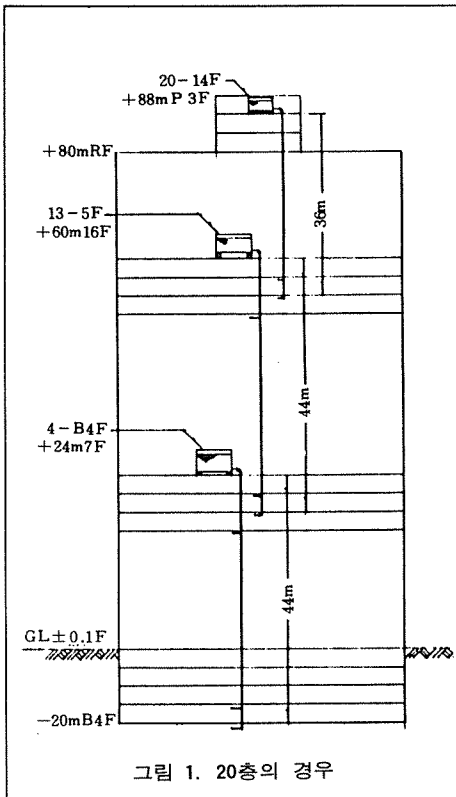 20-14F
+88mP 3F
+80mRF
36m
13-5F
+60m16F
44m
4-B4F
+24m7F
44m
GL±0.1F
-20mB4F
그림 1. 20층의 경우